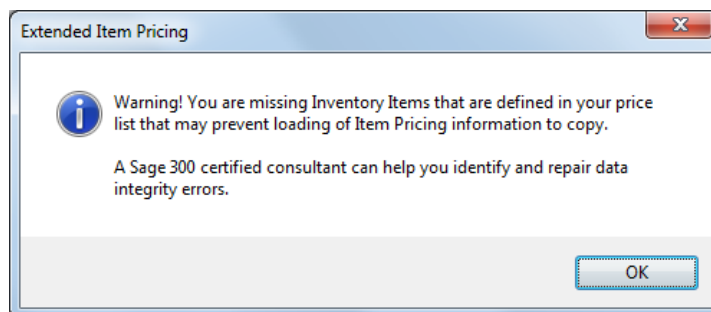 Extended Item Pricing
Warning! You are missing Inventory Items that are defined in your price
list that may prevent loading of Item Pricing information to copy.
A Sage 300 certified consultant can help you identify and repair data
integrity errors.
OK